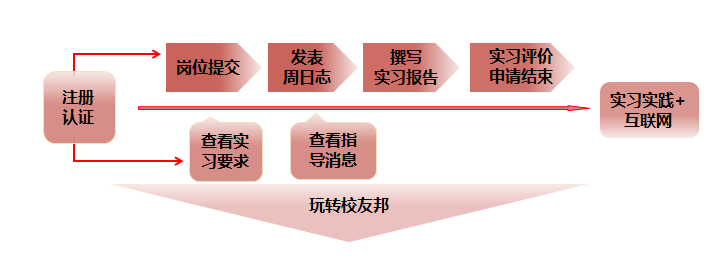 注册
认证
岗位提交
发表
周日志
撰写
实习报告
实习评价
申请结束
查看实
习要求
查看指
导消息
实习实践+
互联网
玩转校友邦